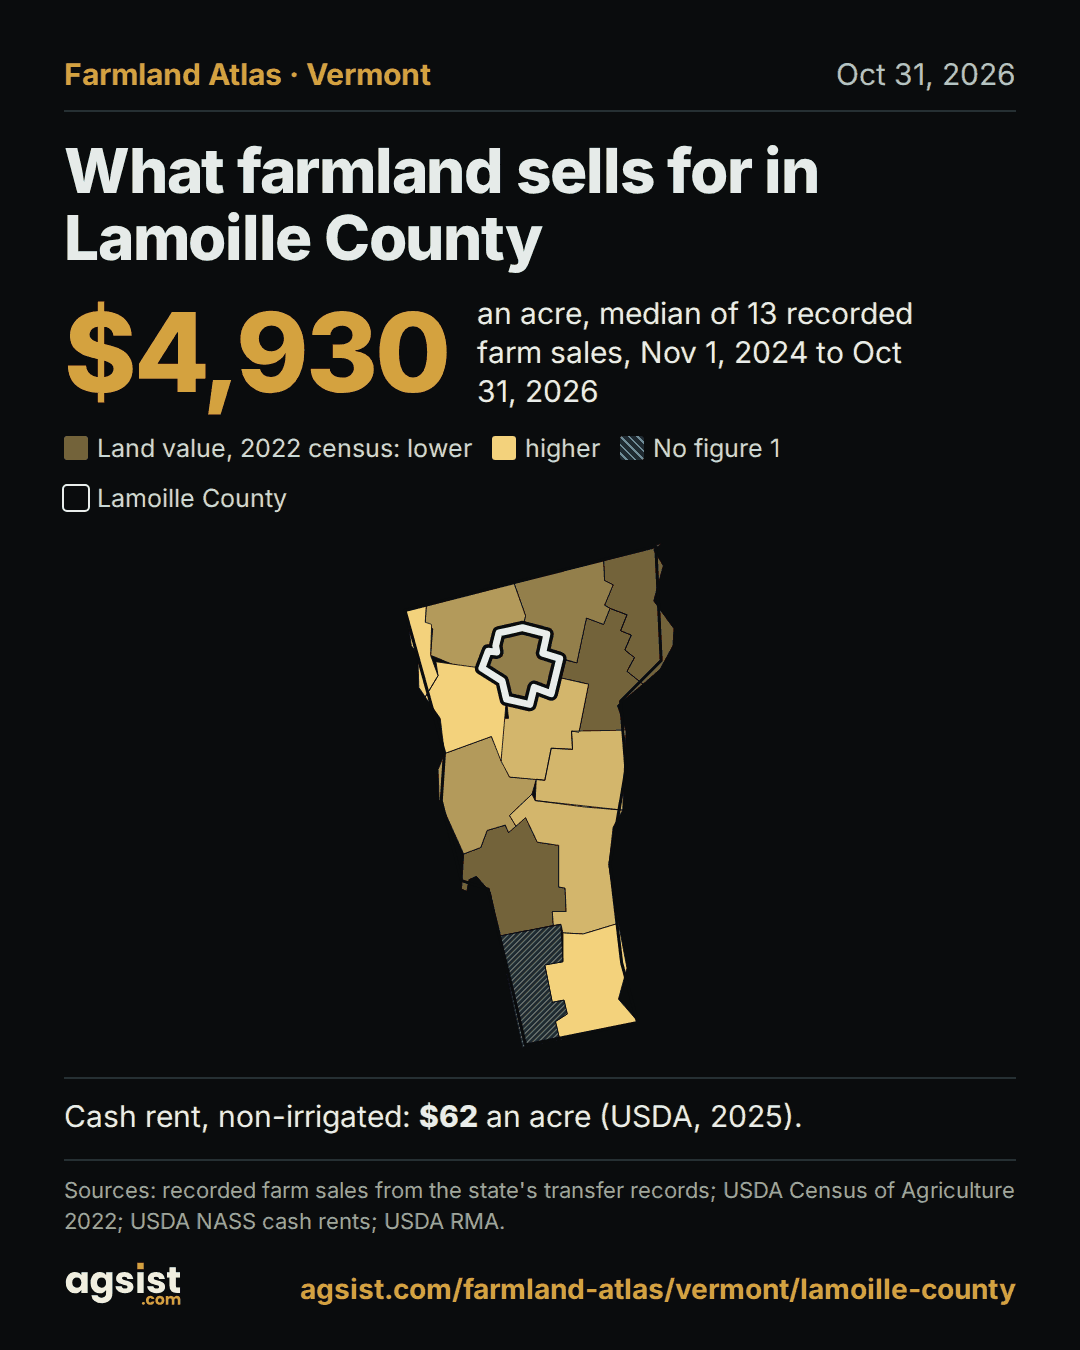 Farmland Atlas · Vermont
Oct 31, 2026
What farmland sells for in
Lamoille County
$4,930
an acre, median of 13 recorded
farm sales, Nov 1, 2024 to Oct
31, 2026
Land value, 2022 census: lower
higher
No figure 1
Lamoille County
Cash rent, non-irrigated: $62 an acre (USDA, 2025).
Sources: recorded farm sales from the state's transfer records; USDA Census of Agriculture
2022; USDA NASS cash rents; USDA RMA.
agsist
.com
agsist.com/farmland-atlas/vermont/lamoille-county